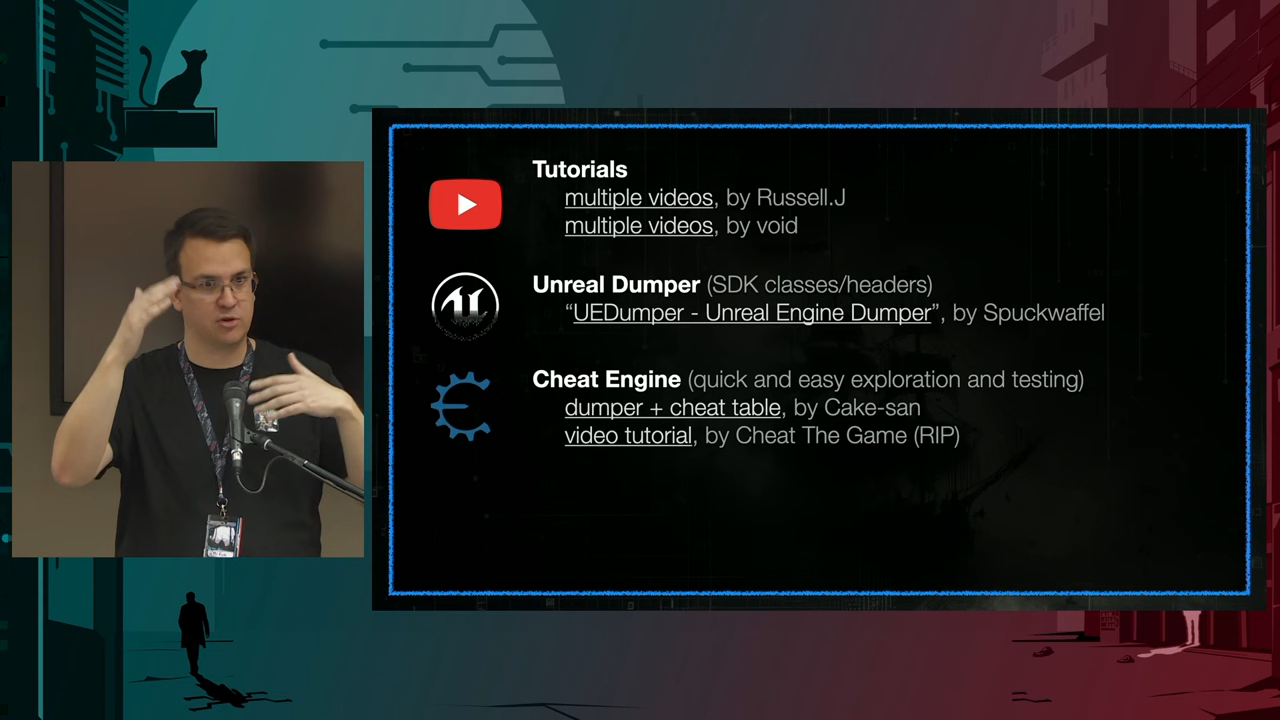 Tutorials
multiple videos, by Russell.J
multiple videos, by void
Unreal Dumper (SDK classes/headers)
“UEDumper - Unreal Engine Dumper”, by Spuckwaffel
Cheat Engine (quick and easy exploration and testing)
dumper + cheat table, by Cake-san
video tutorial, by Cheat The Game (RIP)